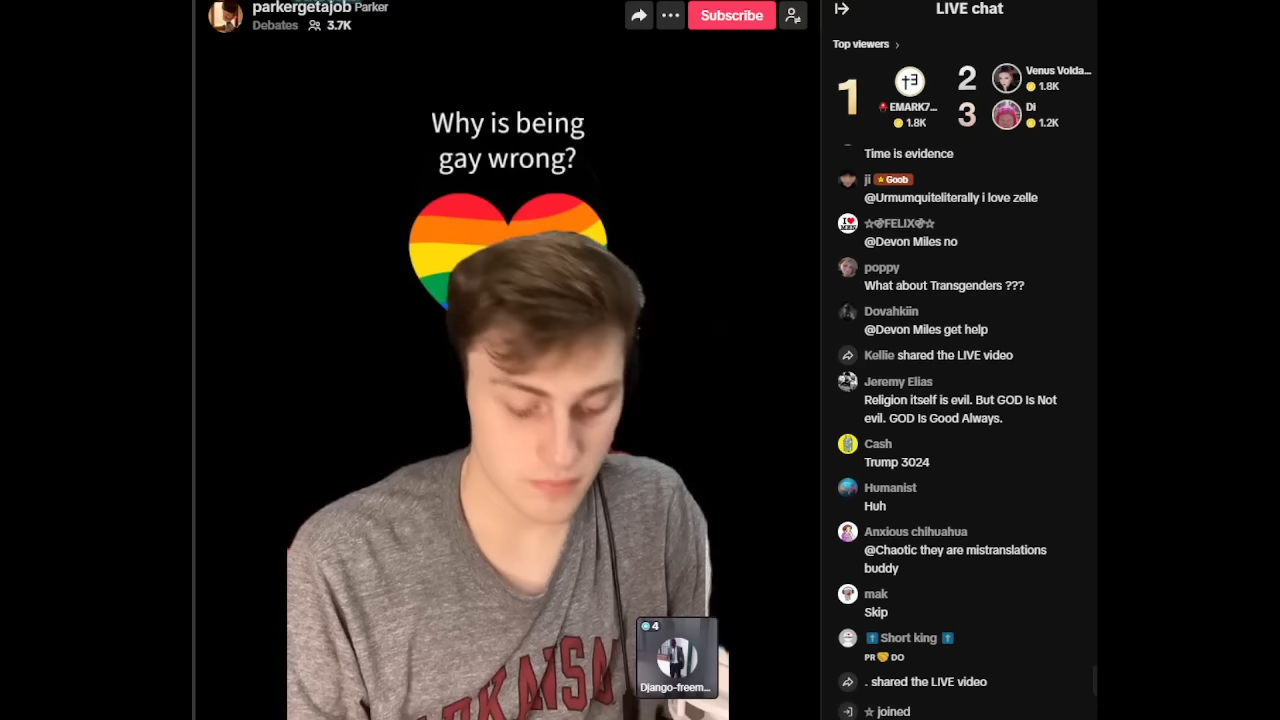 parkergetajob Parker
Debates 3.7K
Subscribe
LIVE chat
Top viewers
1
EMARK7...
1.8K
2
Venus Volda...
1.8K
3
Di
1.2K
Why is being
gay wrong?
Time is evidence
ji Goob
@Urmumquiteliterally i love zelle
FELIX
@Devon Miles no
poppy
What about Transgenders ???
Dovahkiin
@Devon Miles get help
Kellie shared the LIVE video
Jeremy Elias
Religion itself is evil. But GOD Is Not
evil. GOD Is Good Always.
Cash
Trump 3024
Humanist
Huh
Anxious chihuahua
@Chaotic they are mistranslations
buddy
mak
Skip
Short king
PR DO
. shared the LIVE video
joined
4
Django-freem...